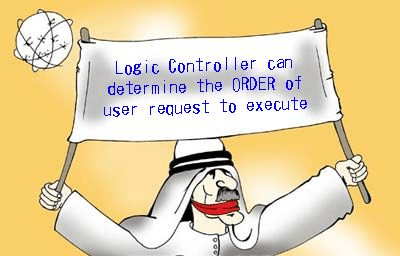 Logic Controller can
determine the ORDER of
user request to execute